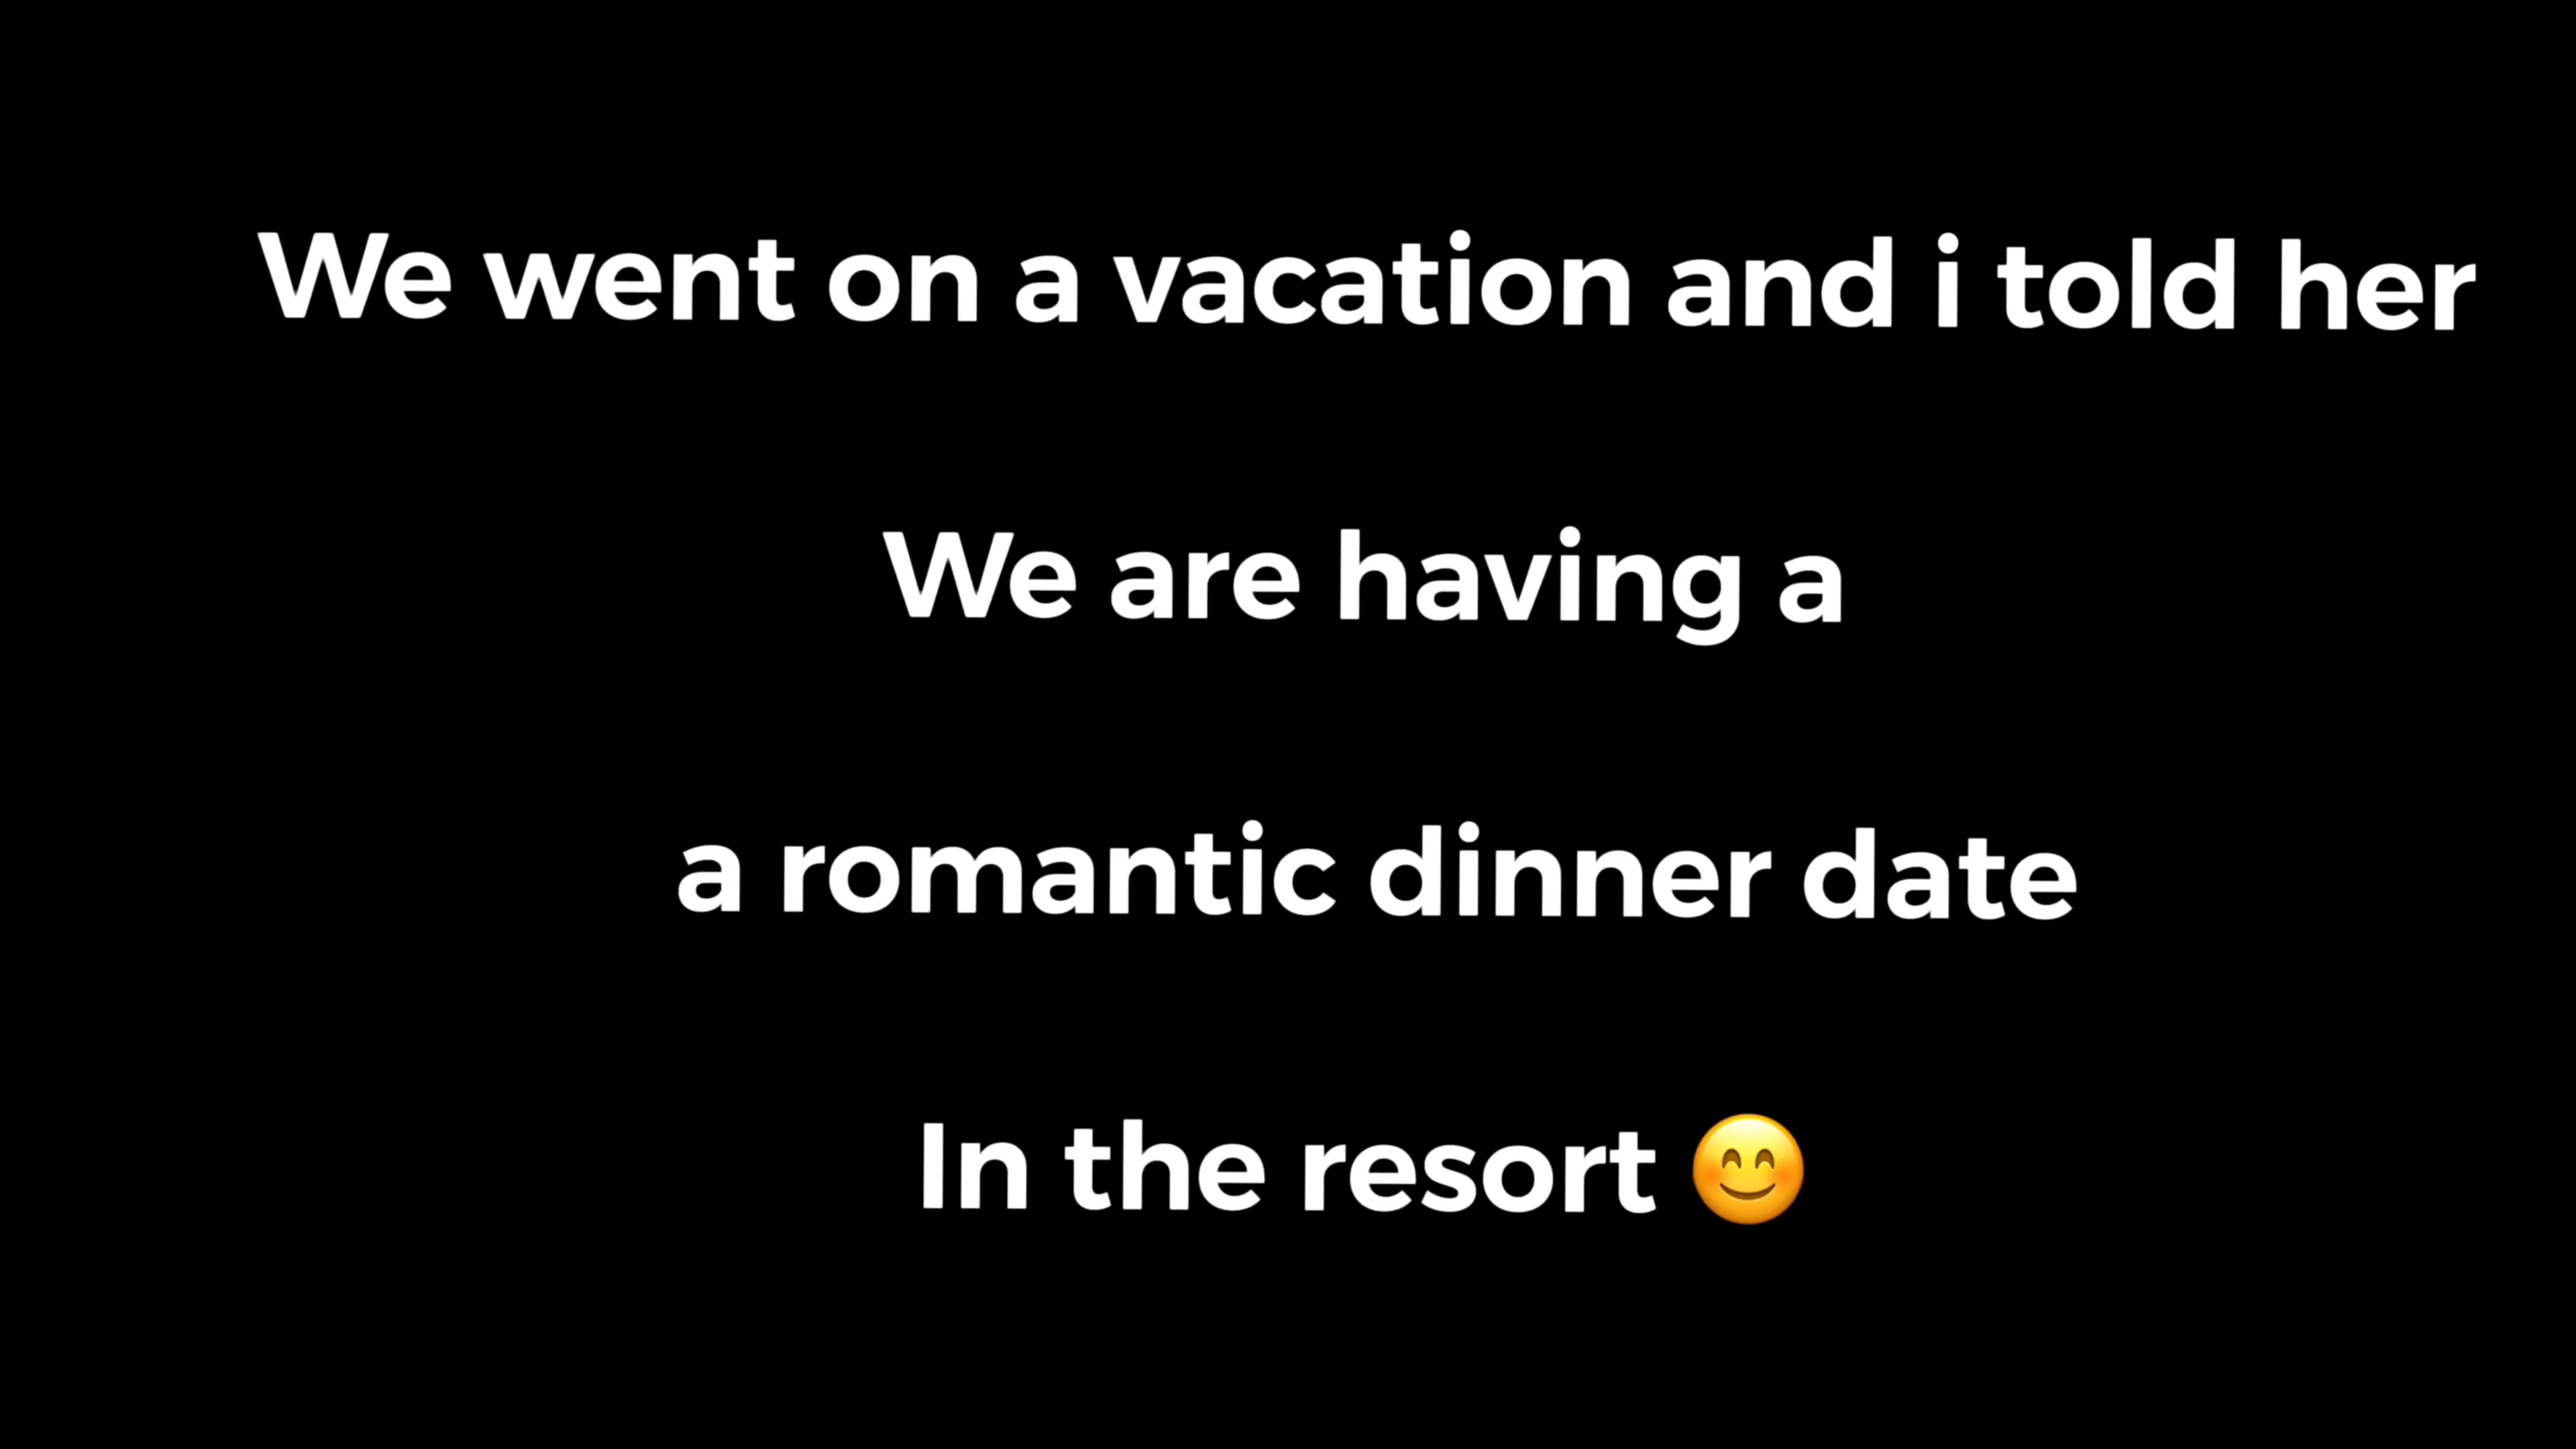 We went on a vacation and i told her
We are having a
a romantic dinner date
In the resort 😊